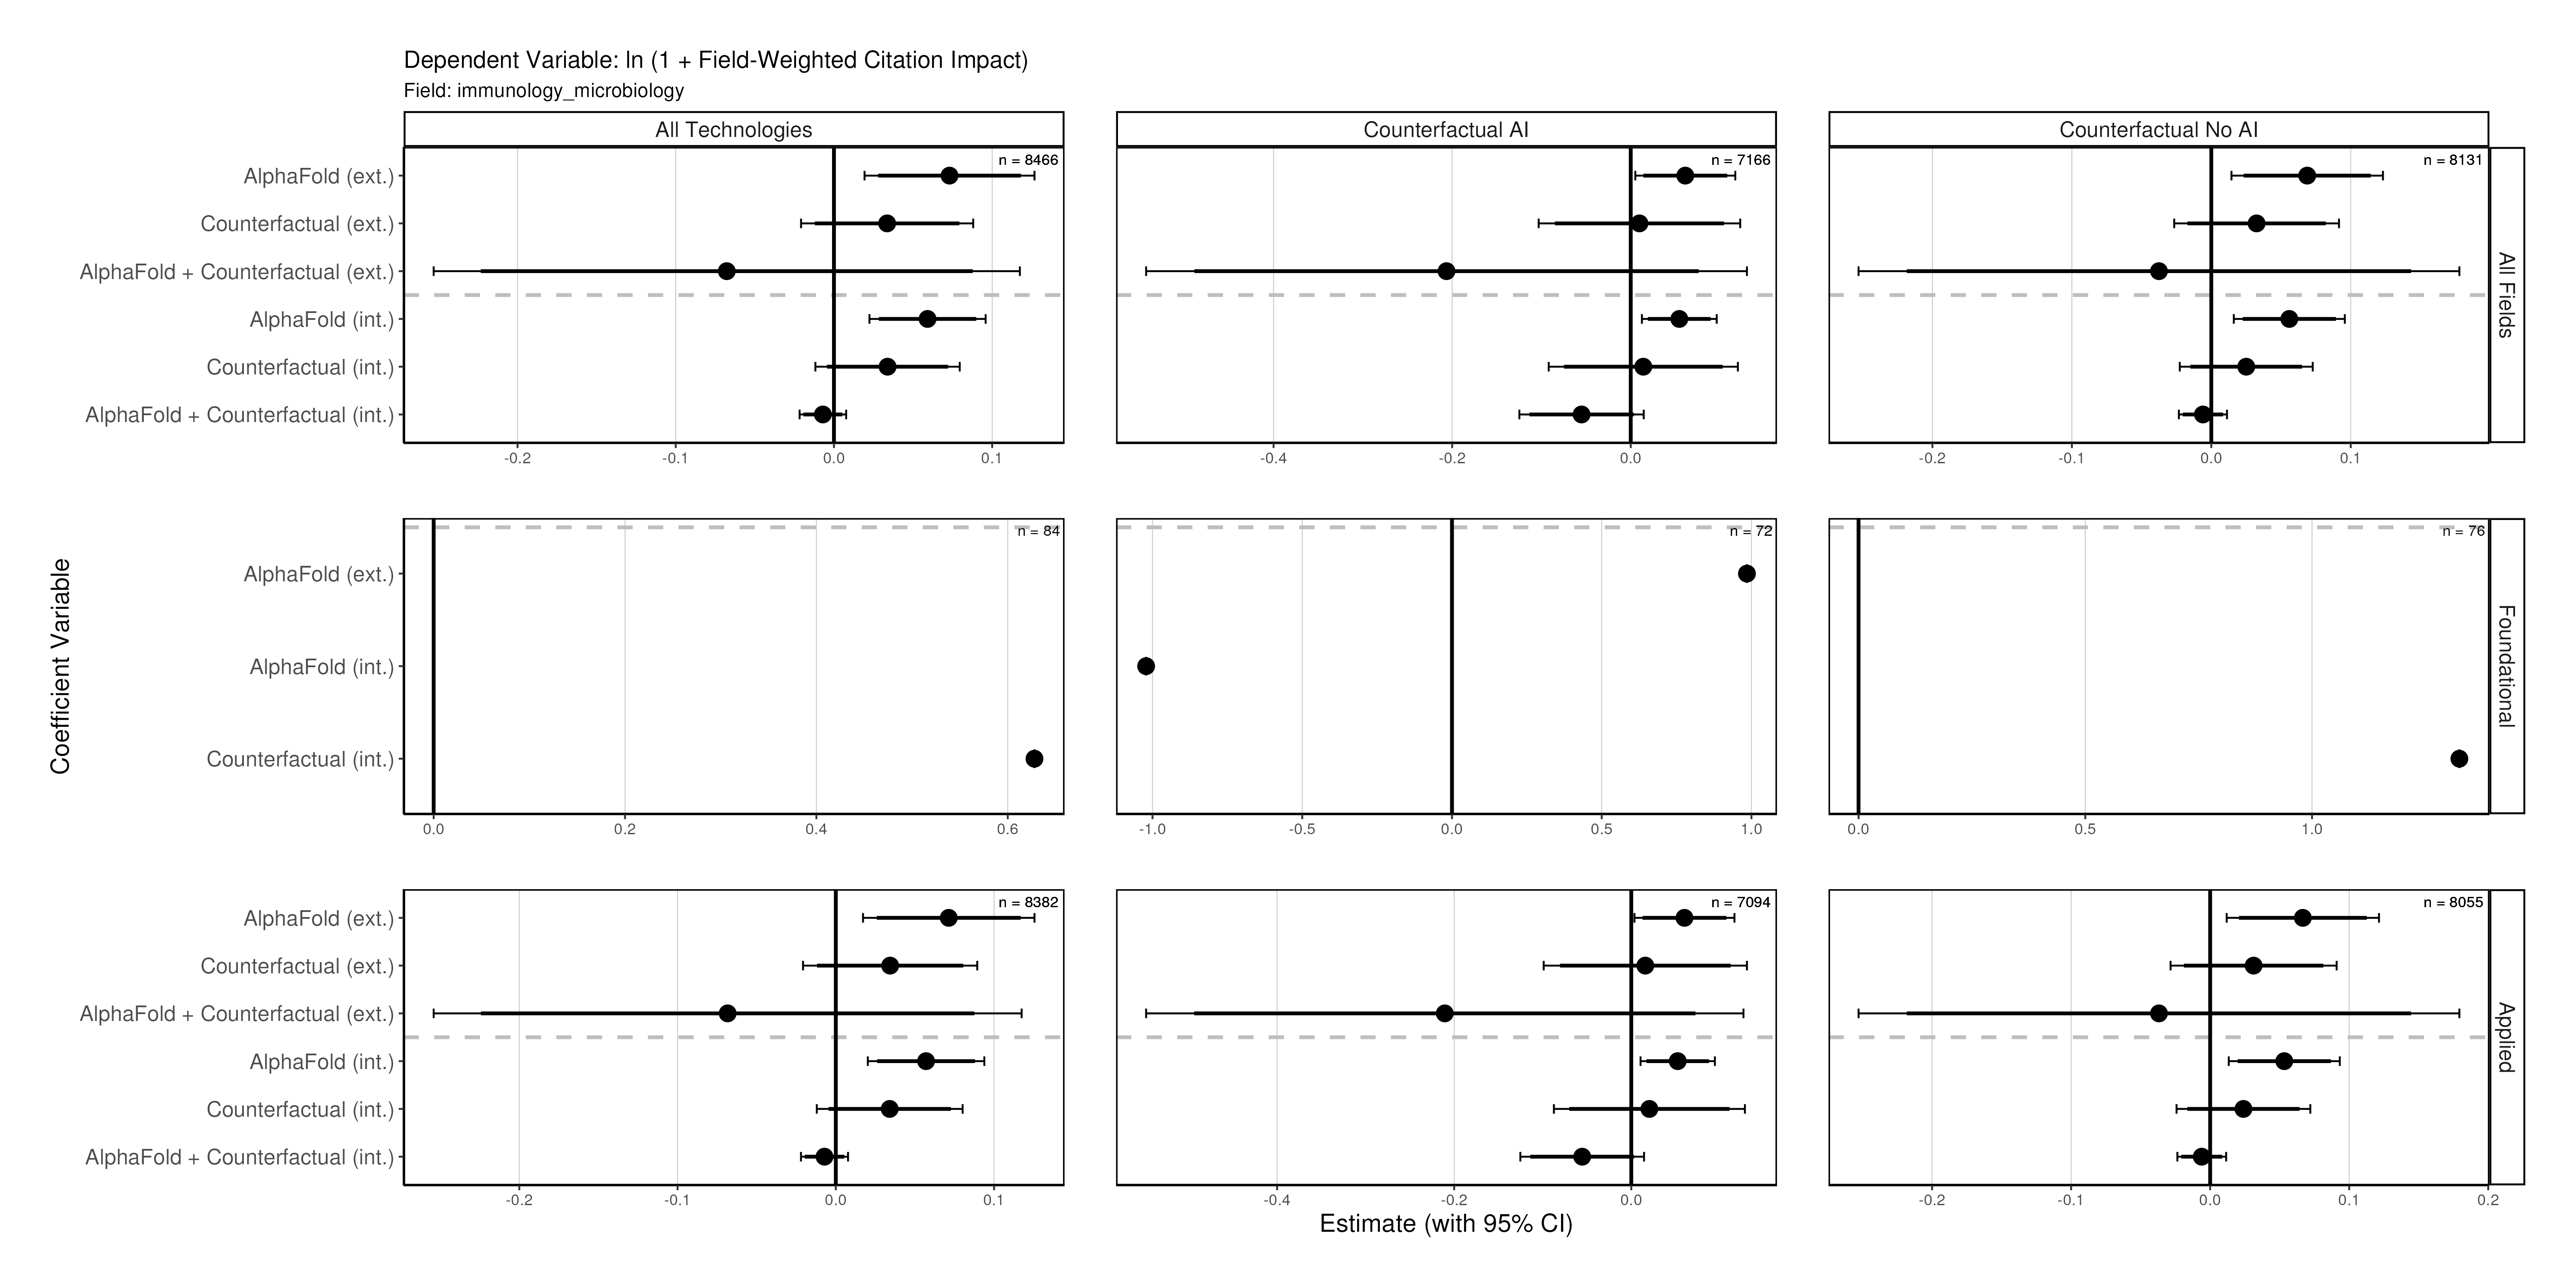 Dependent Variable: ln (1 + Field-Weighted Citation Impact)
Field: immunology_microbiology
All Technologies
Counterfactual AI
Counterfactual No AI
n = 8466
n = 7166
n = 8131
AlphaFold (ext.)
Counterfactual (ext.)
AlphaFold + Counterfactual (ext.)
AlphaFold (int.)
Counterfactual (int.)
AlphaFold + Counterfactual (int.)
All Fields
-0.2 -0.1 0.0 0.1
-0.4 -0.2 0.0
-0.2 -0.1 0.0 0.1
Coefficient Variable
n = 84
n = 72
n = 76
AlphaFold (ext.)
AlphaFold (int.)
Counterfactual (int.)
Foundational
0.0 0.2 0.4 0.6
-1.0 -0.5 0.0 0.5 1.0
0.0 0.5 1.0
n = 8382
n = 7094
n = 8055
AlphaFold (ext.)
Counterfactual (ext.)
AlphaFold + Counterfactual (ext.)
AlphaFold (int.)
Counterfactual (int.)
AlphaFold + Counterfactual (int.)
Applied
-0.2 -0.1 0.0 0.1
-0.4 -0.2 0.0
-0.2 -0.1 0.0 0.1 0.2
Estimate (with 95% CI)